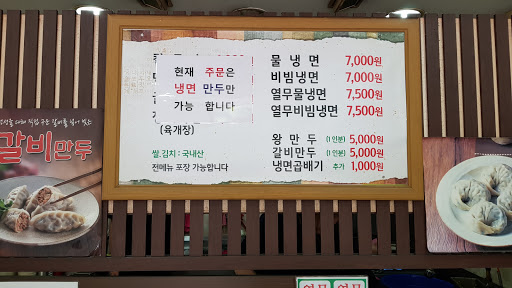 현재 주문은
냉면 만두만
가능 합니다
(육개장)
쌀,김치 : 국내산
전메뉴 포장 가능합니다
물냉면 7,000원
비빔냉면 7,000원
열무물냉면 7,500원
열무비빔냉면 7,500원
왕만두 (1인분) 5,000원
갈비만두 (1인분) 5,000원
냉면곱배기 추가 1,000원
갈비만두
열무 열무